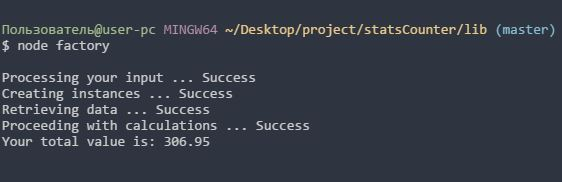 Пользователь@user-pc MINGW64 ~/Desktop/project/statsCounter/lib (master)
$ node factory
Processing your input ... Success
Creating instances ... Success
Retrieving data ... Success
Proceeding with calculations ... Success
Your total value is: 306.95